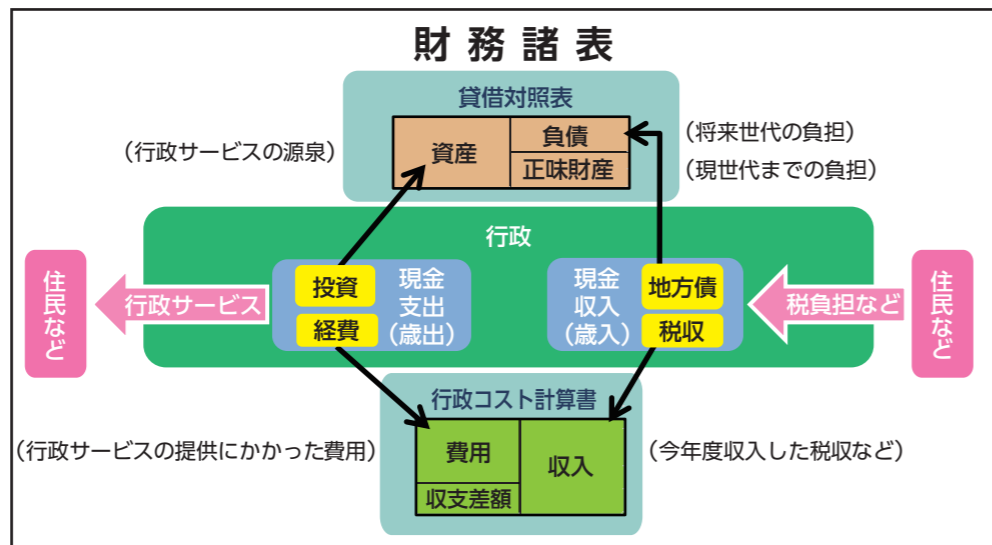 財務諸表
貸借対照表
(行政サービスの源泉)
資産
負債
正味財産
(将来世代の負担)
(現世代までの負担)
行政
住民など
行政サービス
投資
経費
現金
支出
(歳出)
現金
収入
(歳入)
地方債
税収
税負担など
住民など
行政コスト計算書
(行政サービスの提供にかかった費用)
費用
収支差額
収入
(今年度収入した税収など)